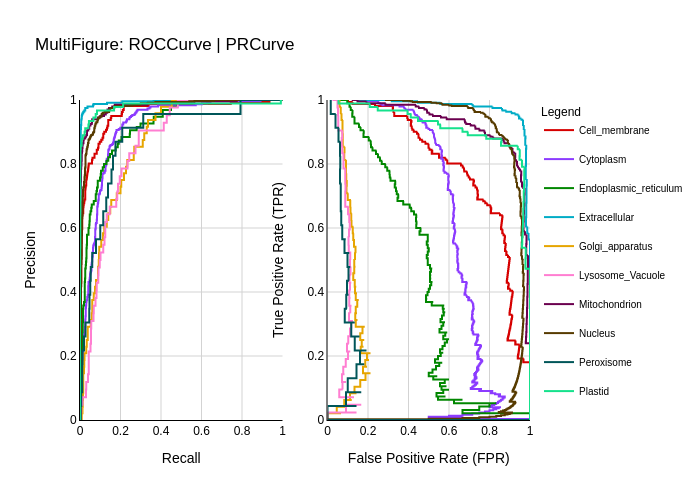 MultiFigure: ROCCurve | PRCurve
Precision
1
0.8
0.6
0.4
0.2
0
0
0.2
0.4
0.6
0.8
1
Recall
True Positive Rate (TPR)
1
0.8
0.6
0.4
0.2
0
0
0.2
0.4
0.6
0.8
1
False Positive Rate (FPR)
Legend
Cell_membrane
Cytoplasm
Endoplasmic_reticulum
Extracellular
Golgi_apparatus
Lysosome_Vacuole
Mitochondrion
Nucleus
Peroxisome
Plastid